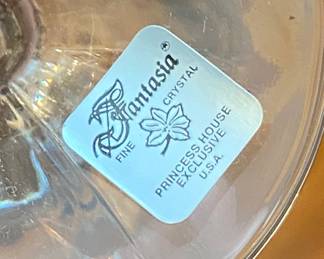 Fantasia®
FINE CRYSTAL
PRINCESS HOUSE
EXCLUSIVE
U.S.A.